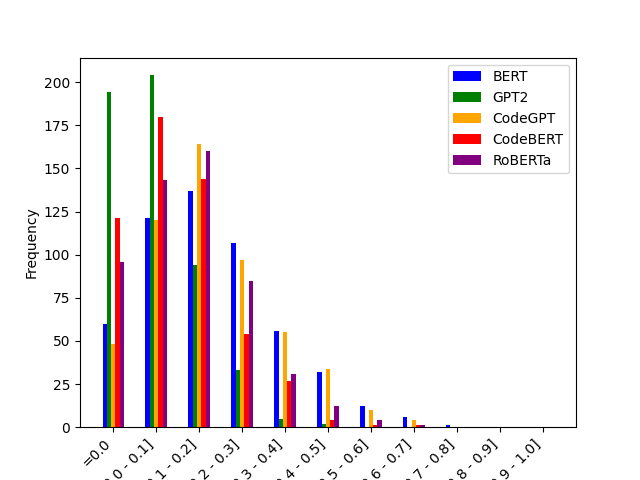 BERT
GPT2
CodeGPT
CodeBERT
RoBERTa
Frequency
200
175
150
125
100
75
50
25
0
=0.0
0 - 0.1]
1 - 0.2]
2 - 0.3]
3 - 0.4]
4 - 0.5]
5 - 0.6]
6 - 0.7]
7 - 0.8]
8 - 0.9]
9 - 1.0]